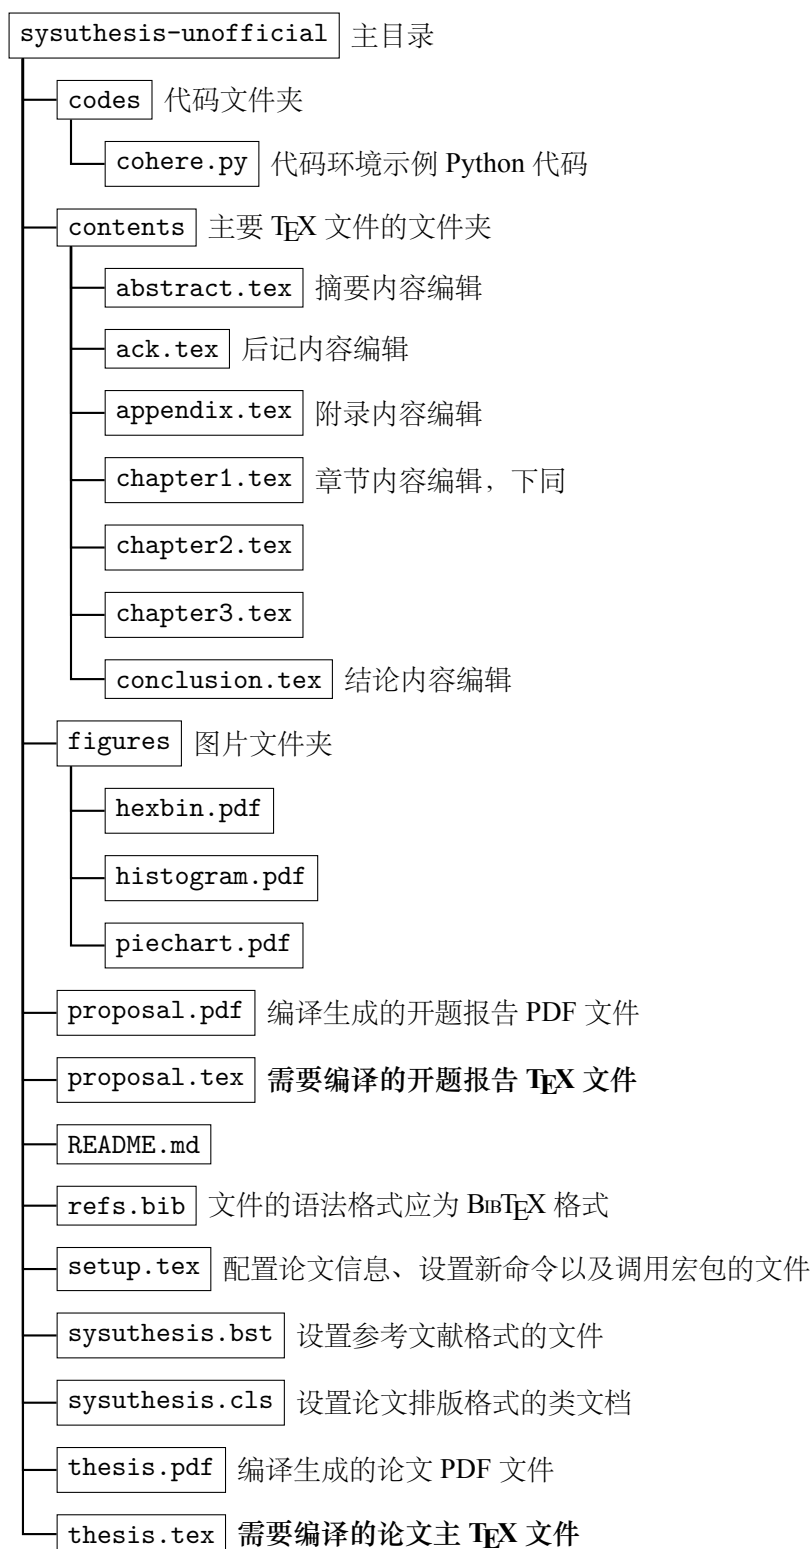 sysuthesis-unofficial 主目录
codes 代码文件夹
cohere.py 代码环境示例 Python 代码
contents 主要 TEX 文件的文件夹
abstract.tex 摘要内容编辑
ack.tex 后记内容编辑
appendix.tex 附录内容编辑
chapter1.tex 章节内容编辑，下同
chapter2.tex
chapter3.tex
conclusion.tex 结论内容编辑
figures 图片文件夹
hexbin.pdf
histogram.pdf
piechart.pdf
proposal.pdf 编译生成的开题报告 PDF 文件
proposal.tex 需要编译的开题报告 TEX 文件
README.md
refs.bib 文件的语法格式应为 BIBTEX 格式
setup.tex 配置论文信息、设置新命令以及调用宏包的文件
sysuthesis.bst 设置参考文献格式的文件
sysuthesis.cls 设置论文排版格式的类文档
thesis.pdf 编译生成的论文 PDF 文件
thesis.tex 需要编译的论文主 TEX 文件